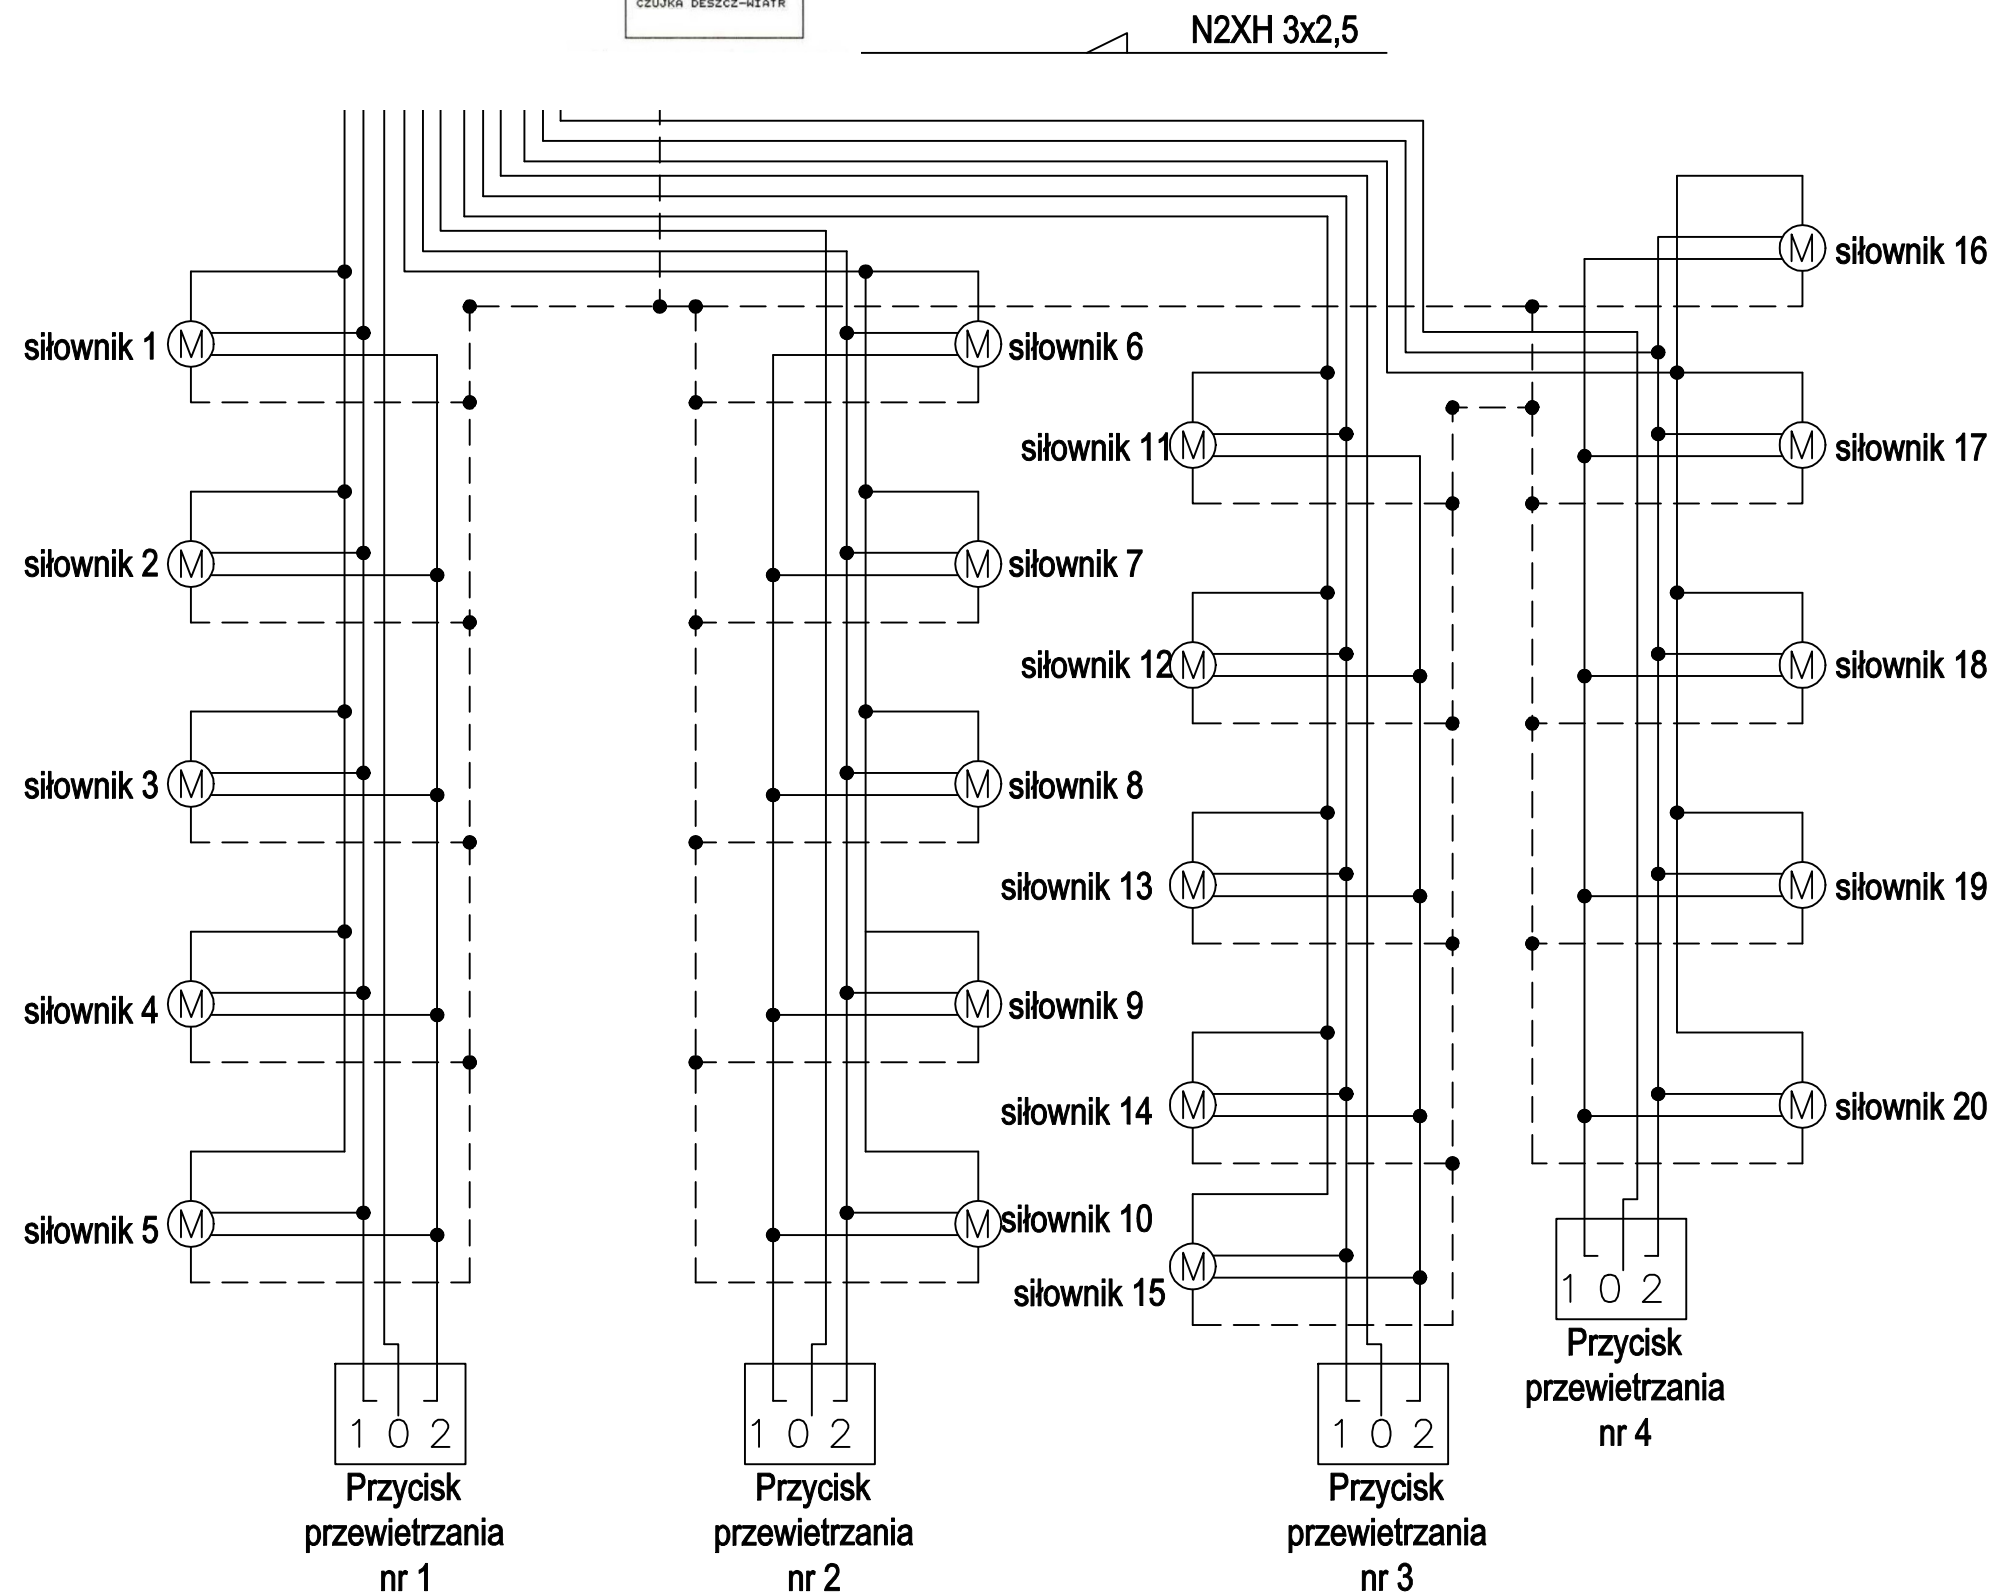 CZUJKA DESZCZ-WIATR
N2XH 3x2,5
siłownik 1
M
siłownik 2
M
siłownik 3
M
siłownik 4
M
siłownik 5
M
1 0 2
Przycisk
przewietrzania
nr 1
M
siłownik 6
M
siłownik 7
M
siłownik 8
M
siłownik 9
M
siłownik 10
1 0 2
Przycisk
przewietrzania
nr 2
siłownik 11
M
siłownik 12
M
siłownik 13
M
siłownik 14
M
siłownik 15
M
1 0 2
Przycisk
przewietrzania
nr 3
M
siłownik 16
M
siłownik 17
M
siłownik 18
M
siłownik 19
M
siłownik 20
1 0 2
Przycisk
przewietrzania
nr 4